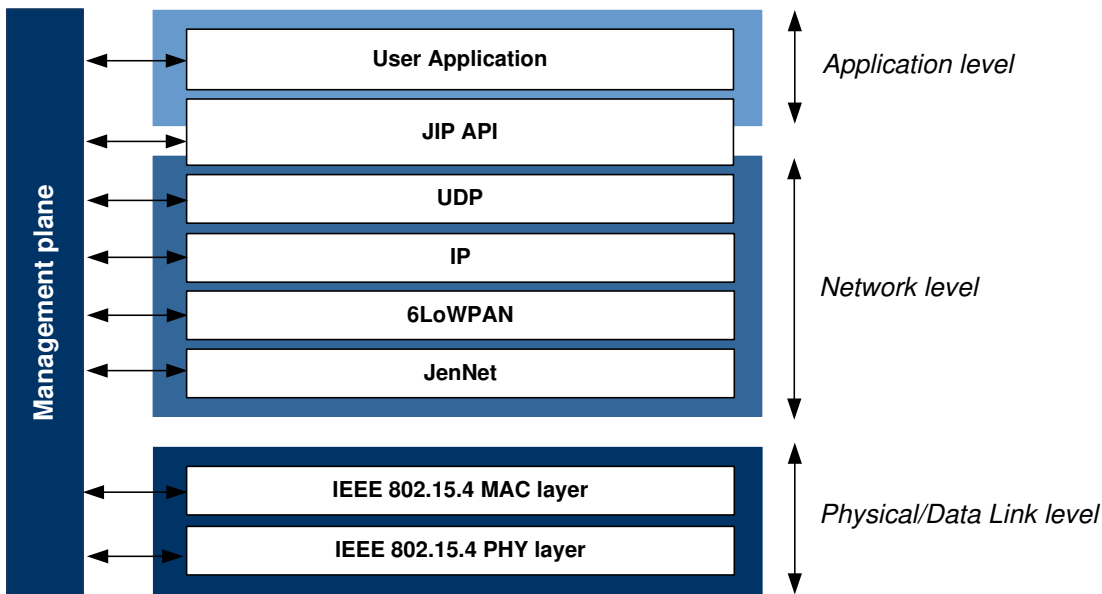 Management plane
User Application
JIP API
UDP
IP
6LoWPAN
JenNet
IEEE 802.15.4 MAC layer
IEEE 802.15.4 PHY layer
Application level
Network level
Physical/Data Link level